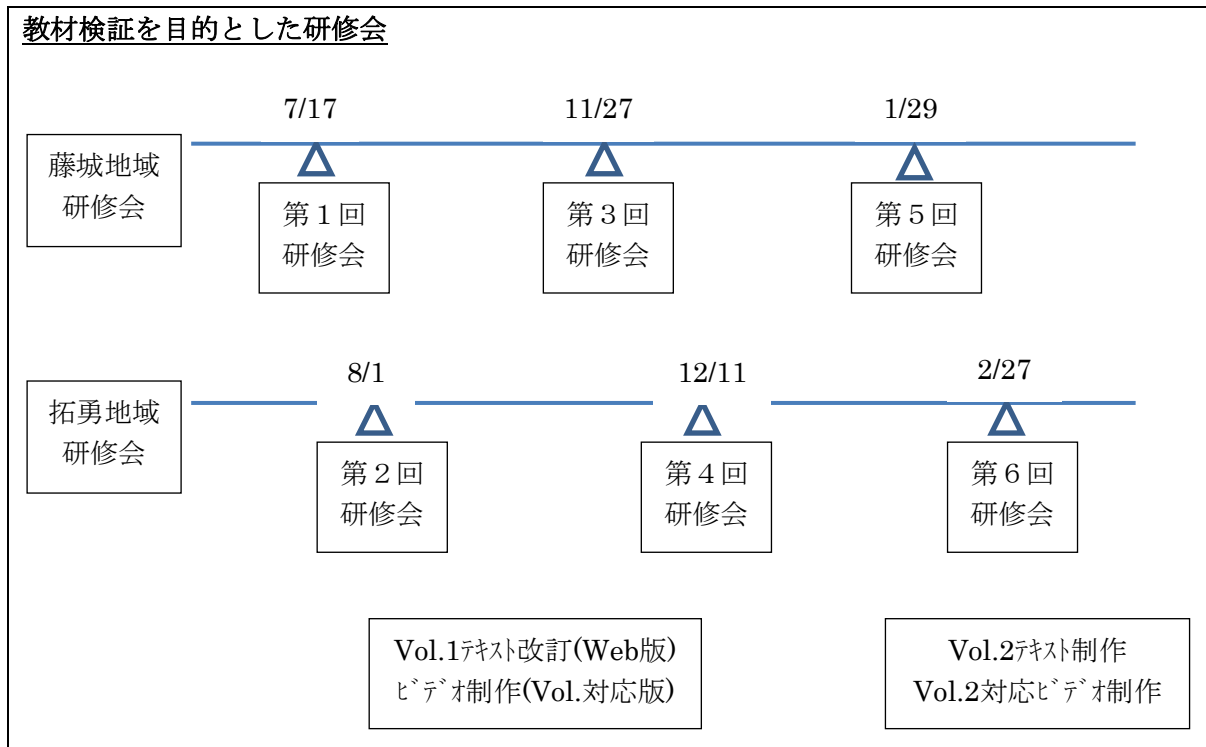 教材検証を目的とした研修会
7/17
11/27
1/29
藤城地域
研修会
第１回
研修会
第３回
研修会
第５回
研修会
8/1
12/11
2/27
拓勇地域
研修会
第２回
研修会
第４回
研修会
第６回
研修会
Vol.1ﾃｷｽﾄ改訂(Web版)
ﾋﾞﾃﾞｵ制作(Vol.対応版)
Vol.2ﾃｷｽﾄ制作
Vol.2対応ﾋﾞﾃﾞｵ制作